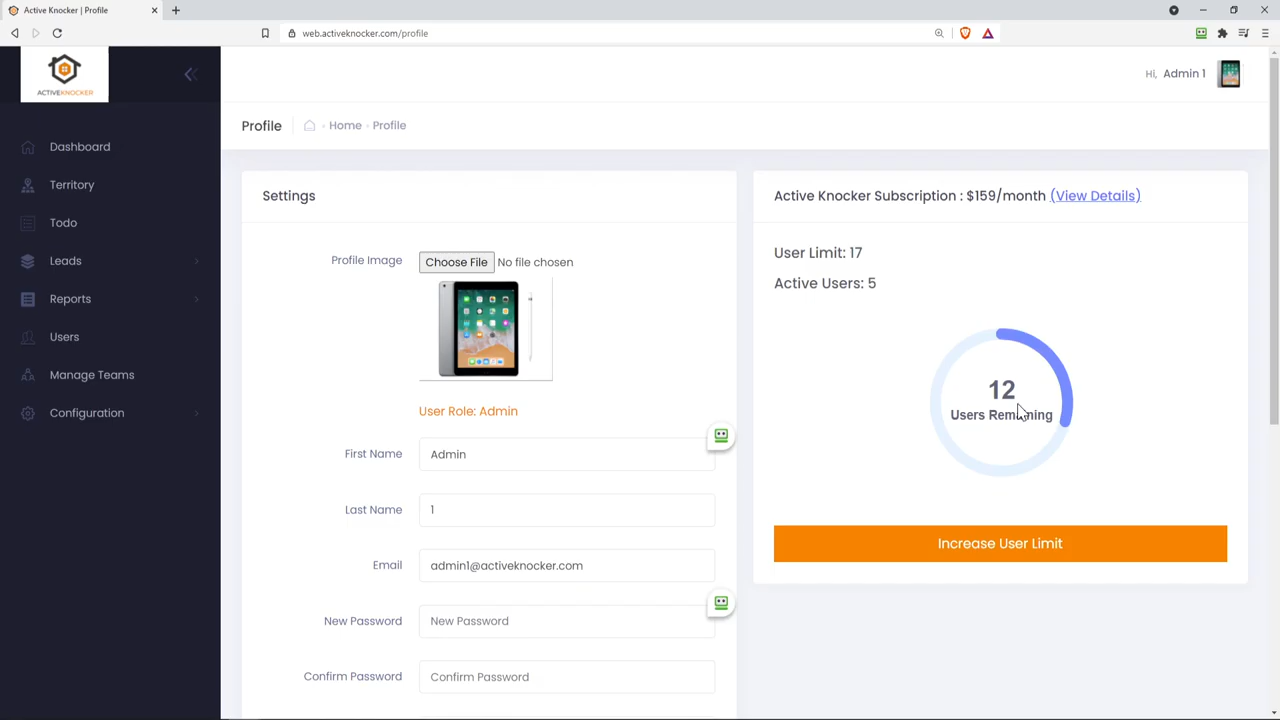 Active Knocker | Profile
web.activeknocker.com/profile
ACTIVEKNOCKER
Hi, Admin 1
Profile
Home
Profile
Dashboard
Territory
Todo
Leads
Reports
Users
Manage Teams
Configuration
Settings
Profile Image
Choose File No file chosen
User Role: Admin
First Name
Admin
Last Name
1
Email
admin1@activeknocker.com
New Password
New Password
Confirm Password
Confirm Password
Active Knocker Subscription : $159/month (View Details)
User Limit: 17
Active Users: 5
12
Users Remaining
Increase User Limit